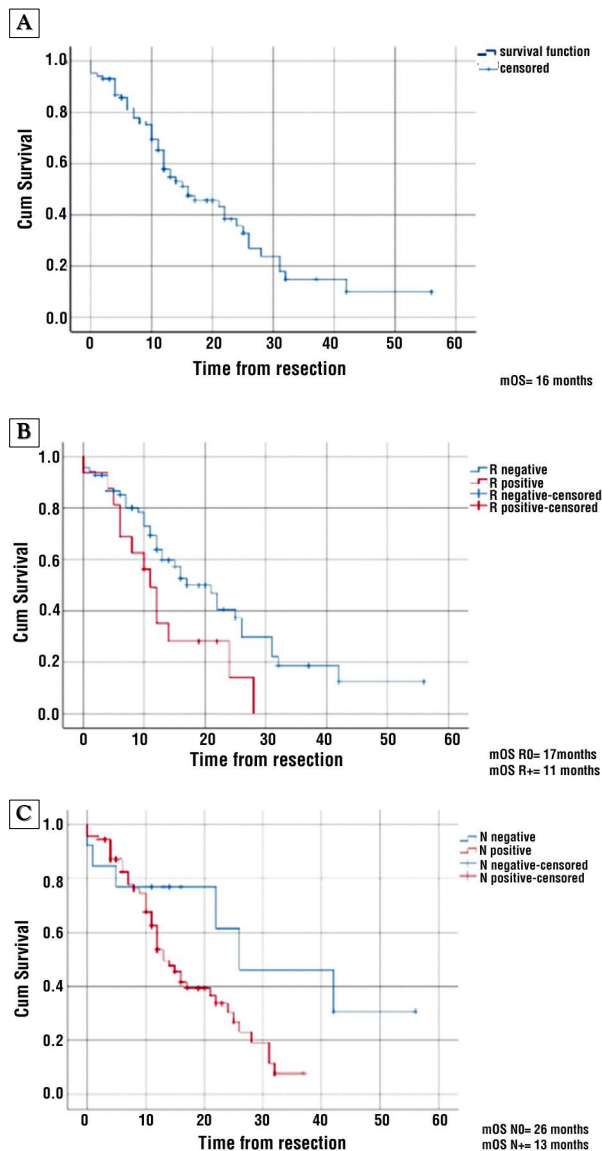 A
survival function
censored
1.0
0.8
0.6
0.4
0.2
0.0
Cum Survival
0 10 20 30 40 50 60
Time from resection
mOS= 16 months
B
R negative
R positive
R negative-censored
R positive-censored
1.0
0.8
0.6
0.4
0.2
0.0
Cum Survival
0 10 20 30 40 50 60
Time from resection
mOS R0= 17months
mOS R+= 11 months
C
N negative
N positive
N negative-censored
N positive-censored
1.0
0.8
0.6
0.4
0.2
0.0
Cum Survival
0 10 20 30 40 50 60
Time from resection
mOS N0= 26 months
mOS N+= 13 months